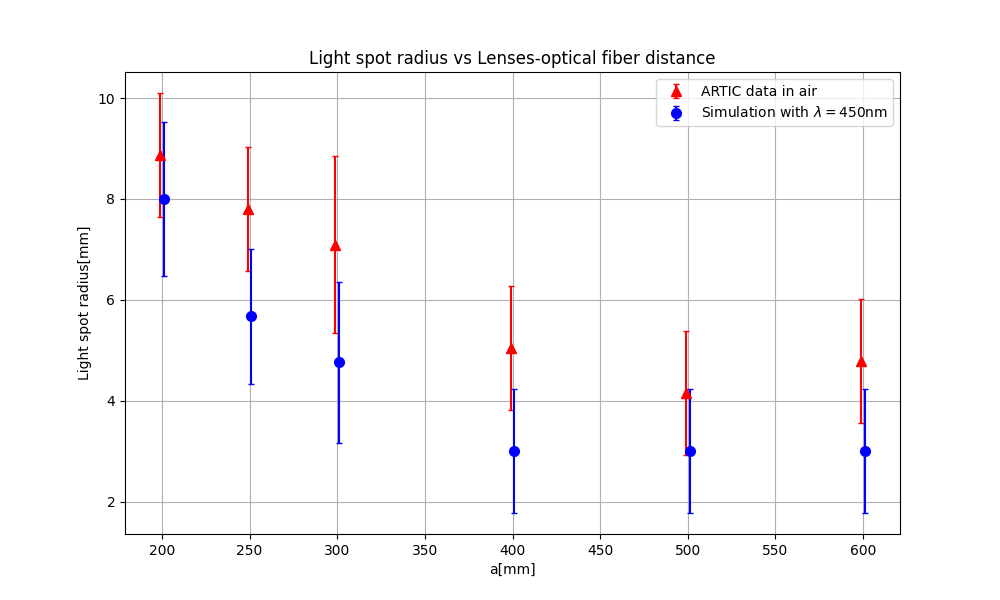 Light spot radius vs Lenses-optical fiber distance
ARTIC data in air
Simulation with λ = 450nm
Light spot radius[mm]
10
8
6
4
2
200 250 300 350 400 450 500 550 600
a[mm]